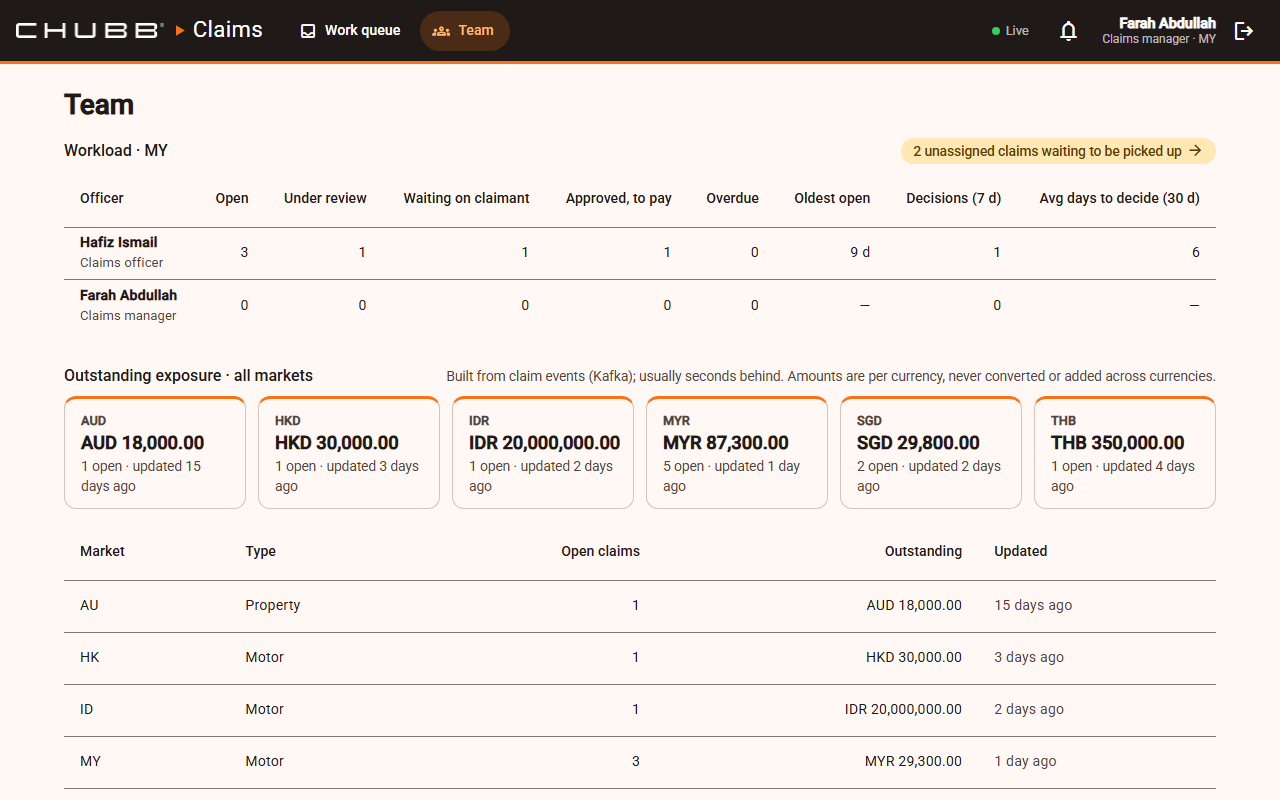 CHUBB® Claims Work queue Team Live Farah Abdullah
Claims manager · MY
Team
Workload · MY 2 unassigned claims waiting to be picked up →
Officer Open Under review Waiting on claimant Approved, to pay Overdue Oldest open Decisions (7 d) Avg days to decide (30 d)
Hafiz Ismail 3 1 1 1 0 9 d 1 6
Claims officer
Farah Abdullah 0 0 0 0 0 — 0 —
Claims manager
Outstanding exposure · all markets Built from claim events (Kafka); usually seconds behind. Amounts are per currency, never converted or added across currencies.
AUD
AUD 18,000.00
1 open · updated 15
days ago
HKD
HKD 30,000.00
1 open · updated 3 days
ago
IDR
IDR 20,000,000.00
1 open · updated 2 days
ago
MYR
MYR 87,300.00
5 open · updated 1 day
ago
SGD
SGD 29,800.00
2 open · updated 2 days
ago
THB
THB 350,000.00
1 open · updated 4 days
ago
Market Type Open claims Outstanding Updated
AU Property 1 AUD 18,000.00 15 days ago
HK Motor 1 HKD 30,000.00 3 days ago
ID Motor 1 IDR 20,000,000.00 2 days ago
MY Motor 3 MYR 29,300.00 1 day ago